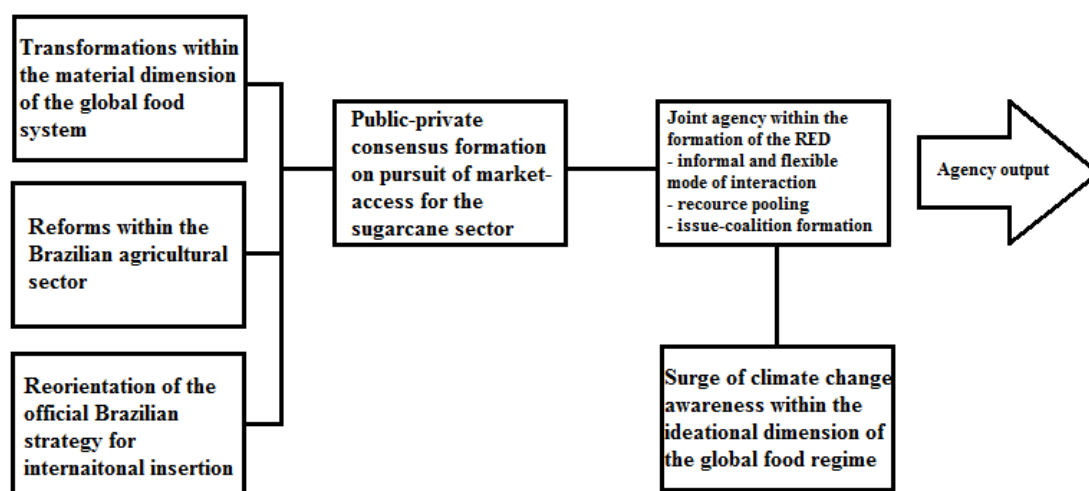 Transformations within
the material dimension
of the global food
system
Reforms within the
Brazilian agricultural
sector
Reorientation of the
official Brazilian
strategy for
internaitonal insertion
Public-private
consensus formation
on pursuit of market-
access for the
sugarcane sector
Joint agency within the
formation of the RED
- informal and flexible
mode of interaction
- recource pooling
- issue-coalition formation
Surge of climate change
awareness within the
ideational dimension of
the global food regime
Agency output